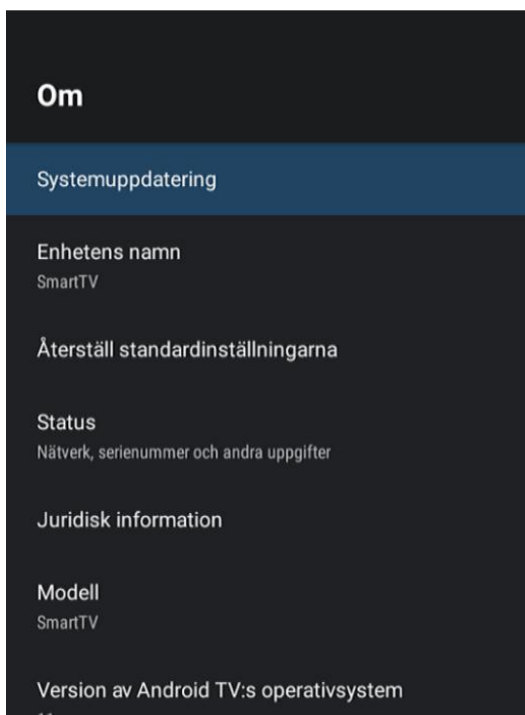 Om
Systemuppdatering
Enhetens namn
SmartTV
Återställ standardinställningarna
Status
Nätverk, serienummer och andra uppgifter
Juridisk information
Modell
SmartTV
Version av Android TV:s operativsystem